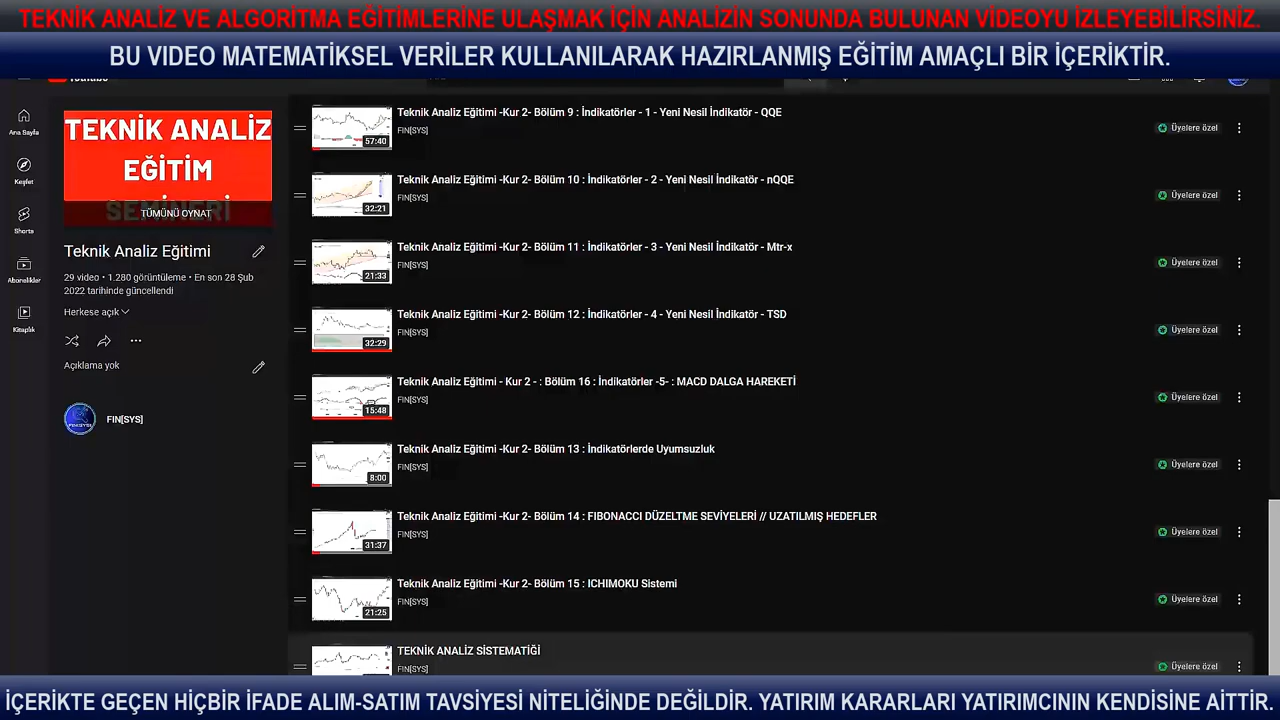 TEKNİK ANALİZ VE ALGORİTMA EĞİTİMLERİNE ULAŞMAK İÇİN ANALİZİN SONUNDA BULUNAN VİDEOYU İZLEYEBİLİRSİNİZ.
BU VIDEO MATEMATİKSEL VERİLER KULLANILARAK HAZIRLANMIŞ EĞİTİM AMAÇLI BİR İÇERİKTİR.
Ana Sayfa
Keşfet
Shorts
Abonelikler
Kitaplık
TEKNİK ANALİZ
EĞİTİM
SEMİNERİ
TÜMÜNÜ OYNAT
Teknik Analiz Eğitimi
29 video • 1.280 görüntüleme • En son 28 Şub
2022 tarihinde güncellendi
Herkese açık
Açıklama yok
FIN[SYS]
57:40
Teknik Analiz Eğitimi -Kur 2- Bölüm 9 : İndikatörler - 1 - Yeni Nesil İndikatör - QQE
FIN[SYS]
Üyelere özel
32:21
Teknik Analiz Eğitimi -Kur 2- Bölüm 10 : İndikatörler - 2 - Yeni Nesil İndikatör - nQQE
FIN[SYS]
Üyelere özel
21:33
Teknik Analiz Eğitimi -Kur 2- Bölüm 11 : İndikatörler - 3 - Yeni Nesil İndikatör - Mtr-x
FIN[SYS]
Üyelere özel
32:29
Teknik Analiz Eğitimi -Kur 2- Bölüm 12 : İndikatörler - 4 - Yeni Nesil İndikatör - TSD
FIN[SYS]
Üyelere özel
15:48
Teknik Analiz Eğitimi - Kur 2 - : Bölüm 16 : İndikatörler -5- : MACD DALGA HAREKETİ
FIN[SYS]
Üyelere özel
8:00
Teknik Analiz Eğitimi -Kur 2- Bölüm 13 : İndikatörlerde Uyumsuzluk
FIN[SYS]
Üyelere özel
31:37
Teknik Analiz Eğitimi -Kur 2- Bölüm 14 : FIBONACCI DÜZELTME SEVİYELERİ // UZATILMIŞ HEDEFLER
FIN[SYS]
Üyelere özel
21:25
Teknik Analiz Eğitimi -Kur 2- Bölüm 15 : ICHIMOKU Sistemi
FIN[SYS]
Üyelere özel
TEKNİK ANALİZ SİSTEMATİĞİ
FIN[SYS]
Üyelere özel
İÇERİKTE GEÇEN HİÇBİR İFADE ALIM-SATIM TAVSİYESİ NİTELİĞİNDE DEĞİLDİR. YATIRIM KARARLARI YATIRIMCININ KENDİSİNE AİTTİR.